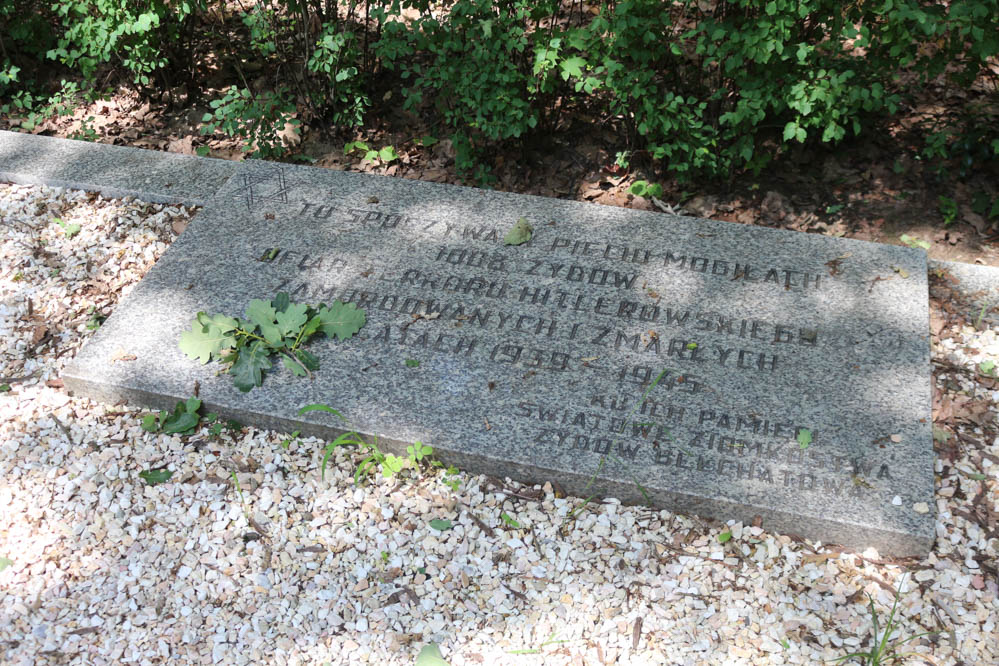 TU SPOCZYWA W PIĘCIU MOGIŁACH
1008 ŻYDÓW
TERRORU HITLEROWSKIEGO
ZAMORDOWANYCH I ZMARŁYCH
LATACH 1939 - 1945
KU ICH PAMIĘCI
ŚWIATOWE ZIOMKOSTWA
ŻYDÓW BEŁCHATOWA